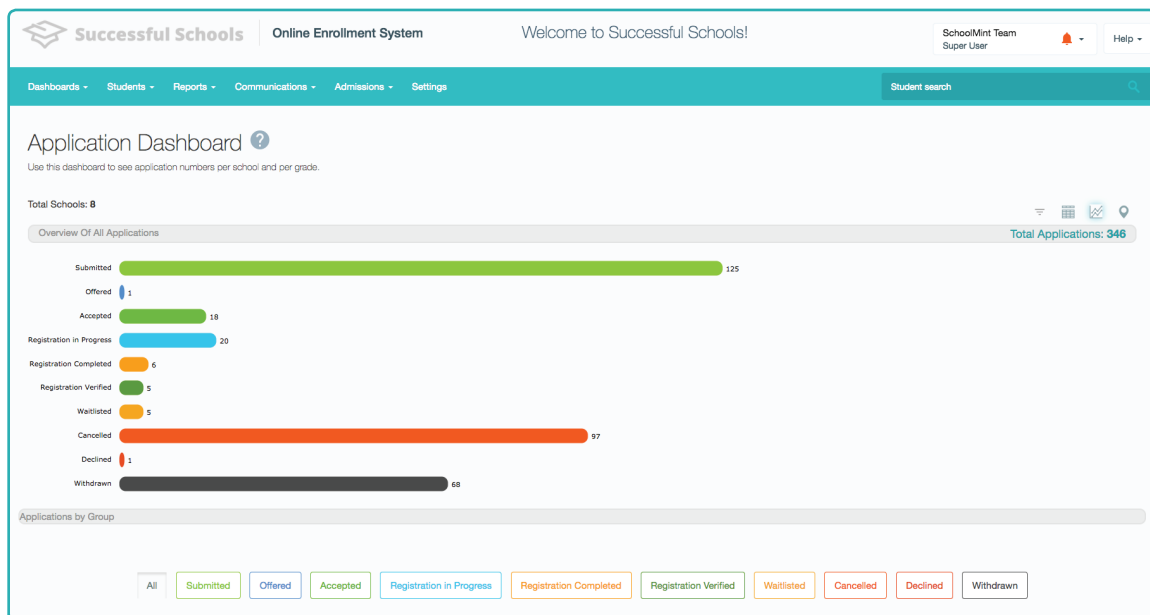 Successful Schools
Online Enrollment System
Welcome to Successful Schools!
SchoolMint Team
Super User
Help
Dashboards
Students
Reports
Communications
Admissions
Settings
Student search
Application Dashboard ?
Use this dashboard to see application numbers per school and per grade.
Total Schools: 8
Overview Of All Applications
Total Applications: 346
Submitted 125
Offered 1
Accepted 18
Registration in Progress 20
Registration Completed 6
Registration Verified 5
Waitlisted 5
Cancelled 97
Declined 1
Withdrawn 68
Applications by Group
All
Submitted
Offered
Accepted
Registration in Progress
Registration Completed
Registration Verified
Waitlisted
Cancelled
Declined
Withdrawn